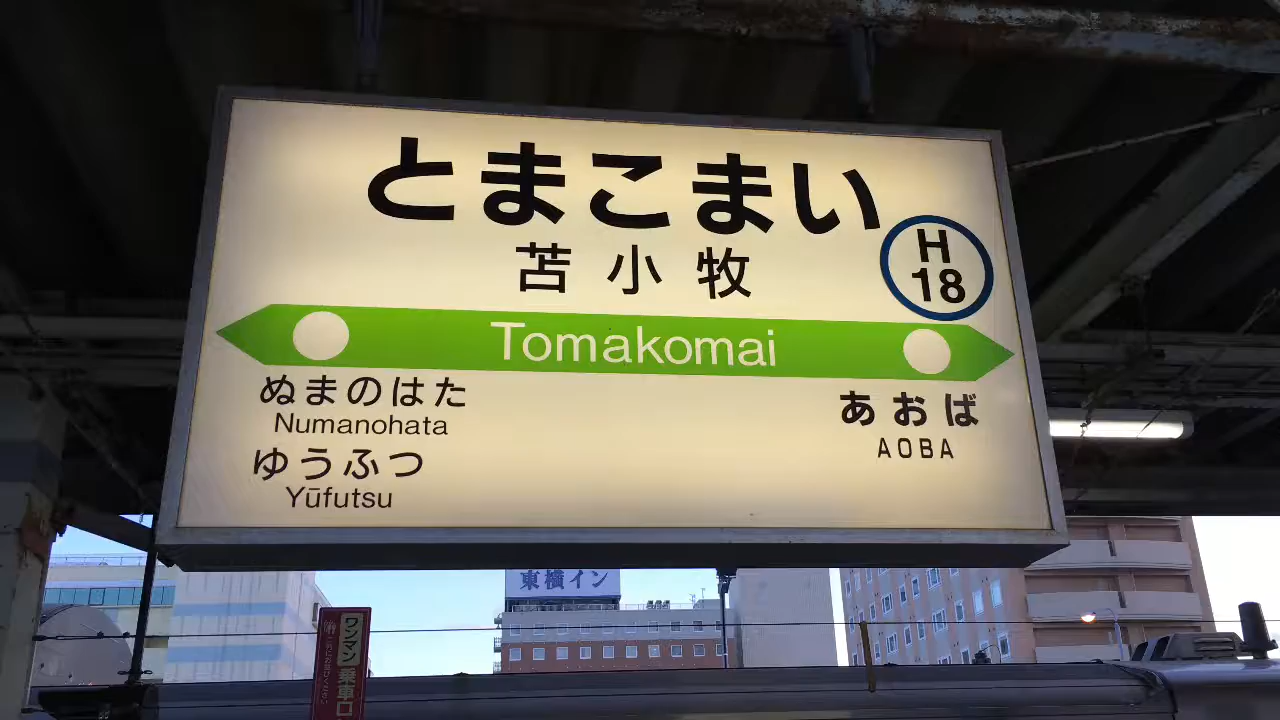 とまこまい
苫小牧
H
18
Tomakomai
ぬまのはた
Numanohata
ゆうふつ
Yūfutsu
あおば
AOBA
東横イン
ワンマン
乗車口